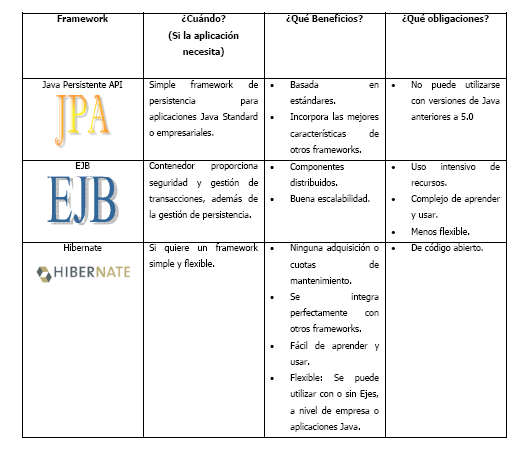 Framework
¿Cuándo?
(Si la aplicación
necesita)
¿Qué Beneficios?
¿Qué obligaciones?
Java Persistente API
JPA
Simple framework de
persistencia para
aplicaciones Java Standard
o empresariales.
• Basada en
estándares.
• Incorpora las mejores
características de
otros frameworks.
• No puede utilizarse
con versiones de Java
anteriores a 5.0
EJB
EJB
Contenedor proporciona
seguridad y gestión de
transacciones, además de
la gestión de persistencia.
• Componentes
distribuidos.
• Buena escalabilidad.
• Uso intensivo de
recursos.
• Complejo de aprender
y usar.
• Menos flexible.
Hibernate
HIBERNATE
Si quiere un framework
simple y flexible.
• Ninguna adquisición o
cuotas de
mantenimiento.
• Se integra
perfectamente con
otros frameworks.
• Fácil de aprender y
usar.
• Flexible: Se puede
utilizar con o sin Ejes,
a nivel de empresa o
aplicaciones Java.
• De código abierto.